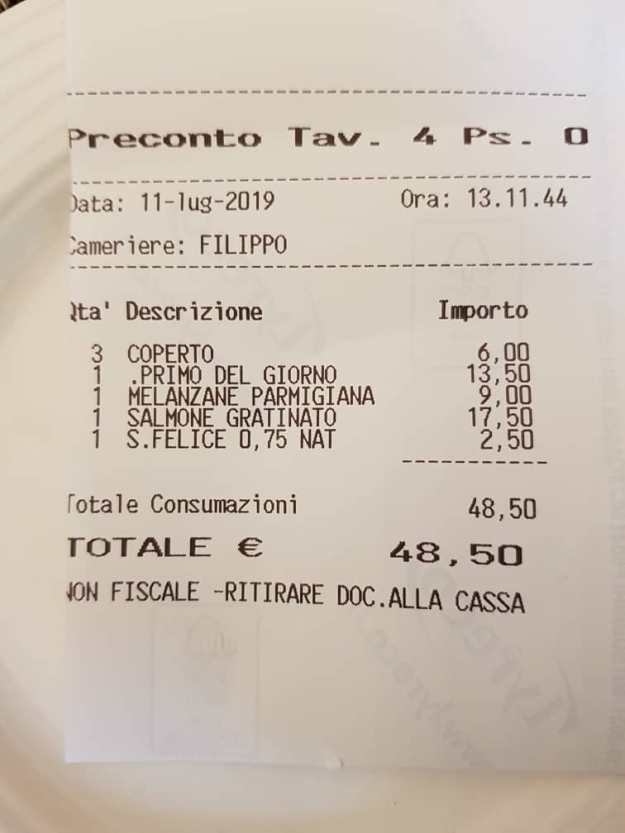 Preconto Tav. 4 Ps. 0
Data: 11-lug-2019 Ora: 13.11.44
Cameriere: FILIPPO
Qta' Descrizione Importo
3 COPERTO 6,00
1 .PRIMO DEL GIORNO 13,50
1 MELANZANE PARMIGIANA 9,00
1 SALMONE GRATINATO 17,50
1 S.FELICE 0,75 NAT 2,50
Totale Consumazioni 48,50
TOTALE € 48,50
NON FISCALE -RITIRARE DOC.ALLA CASSA